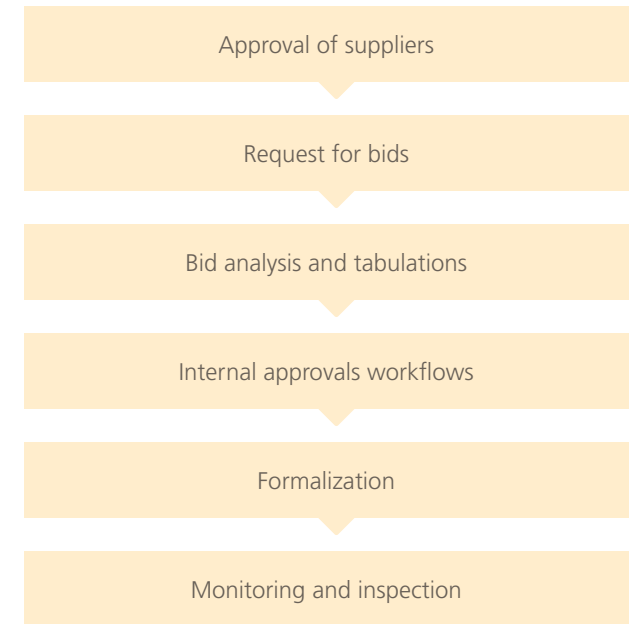 Approval of suppliers
Request for bids
Bid analysis and tabulations
Internal approvals workflows
Formalization
Monitoring and inspection